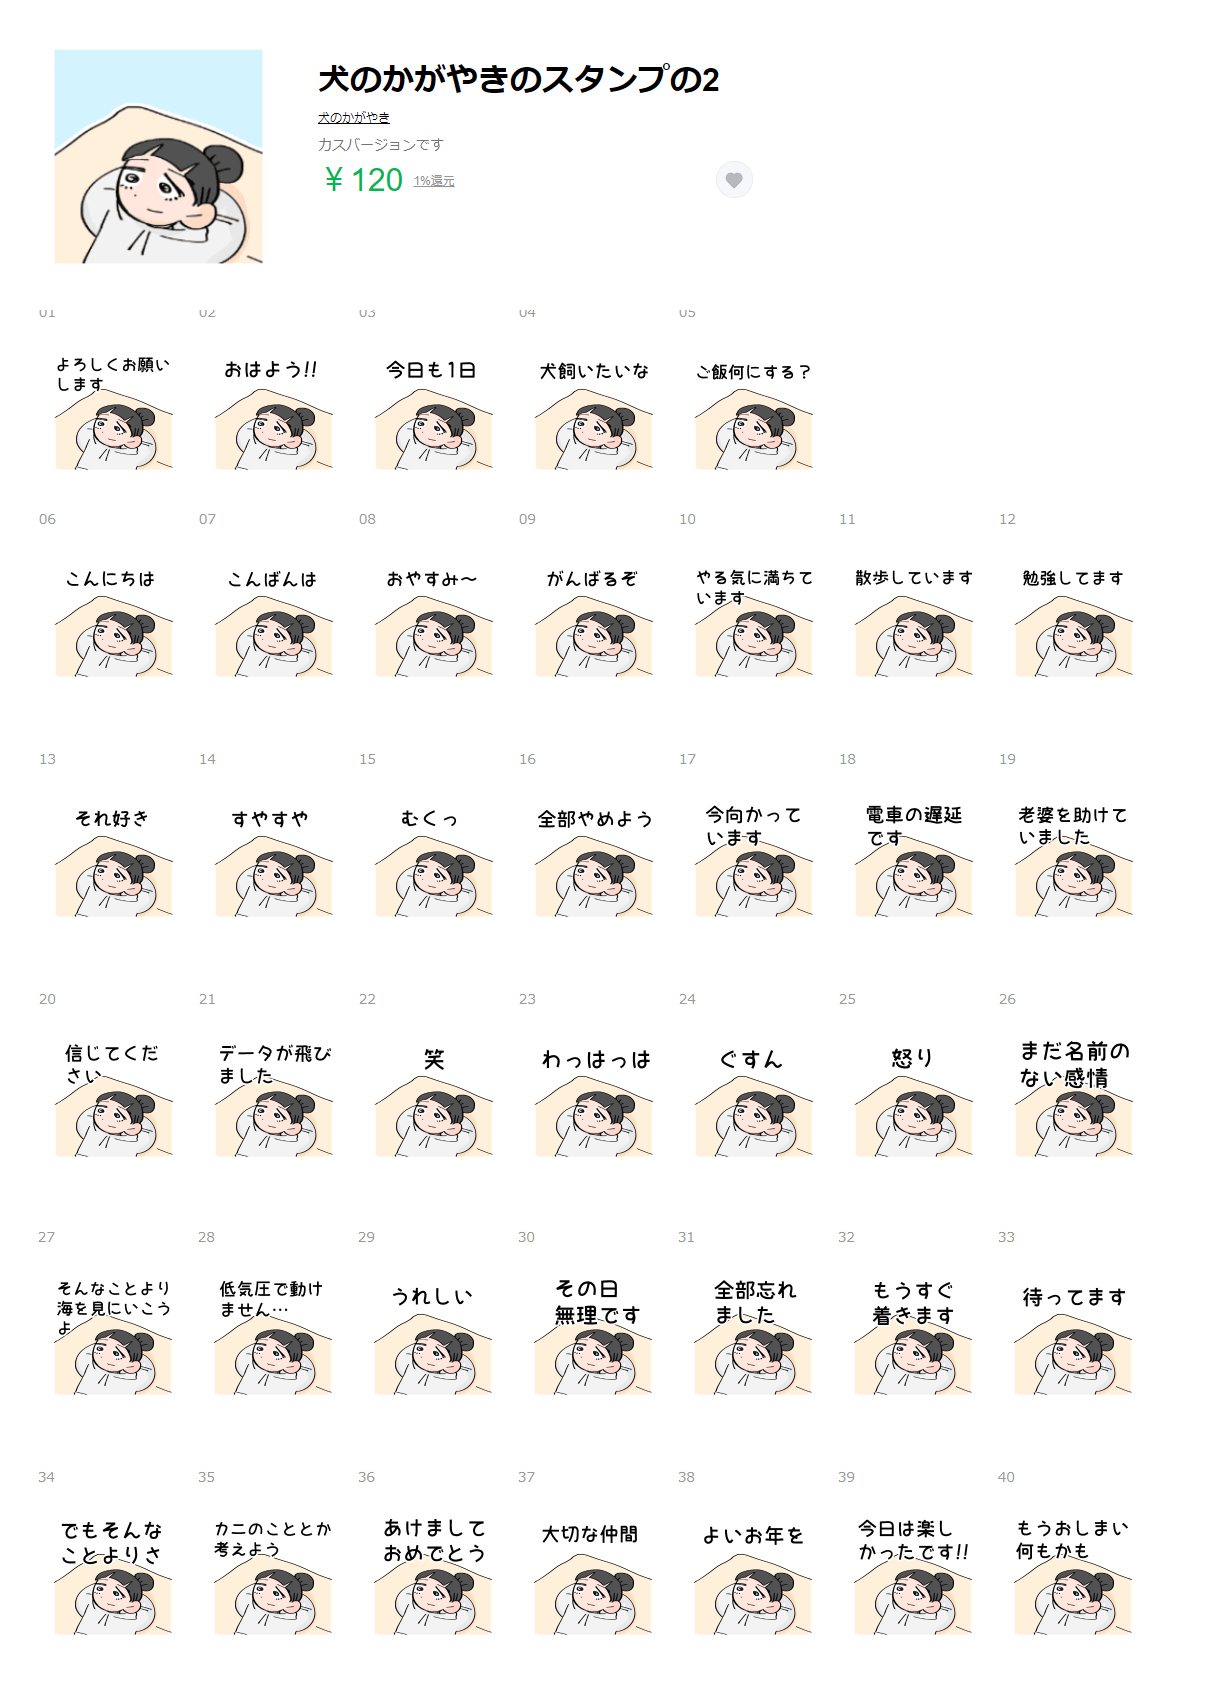 犬のかがやきのスタンプの2
犬のかがやき
カスバージョンです
￥120 1%還元
01 02 03 04 05
よろしくお願い
します
おはよう!!
今日も1日
犬飼いたいな
ご飯何にする？
06 07 08 09 10 11 12
こんにちは
こんばんは
おやすみ〜
がんばるぞ
やる気に満ちて
います
散歩しています
勉強してます
13 14 15 16 17 18 19
それ好き
すやすや
むくっ
全部やめよう
今向かって
います
電車の遅延
です
老婆を助けて
いました
20 21 22 23 24 25 26
信じてくだ
さい
データが飛び
ました
笑
わっはっは
ぐすん
怒り
まだ名前の
ない感情
27 28 29 30 31 32 33
そんなことより
海を見にいこう
よ
低気圧で動け
ません…
うれしい
その日
無理です
全部忘れ
ました
もうすぐ
着きます
待ってます
34 35 36 37 38 39 40
でもそんな
ことよりさ
カニのこととか
考えよう
あけまして
おめでとう
大切な仲間
よいお年を
今日は楽し
かったです!!
もうおしまい
何もかも